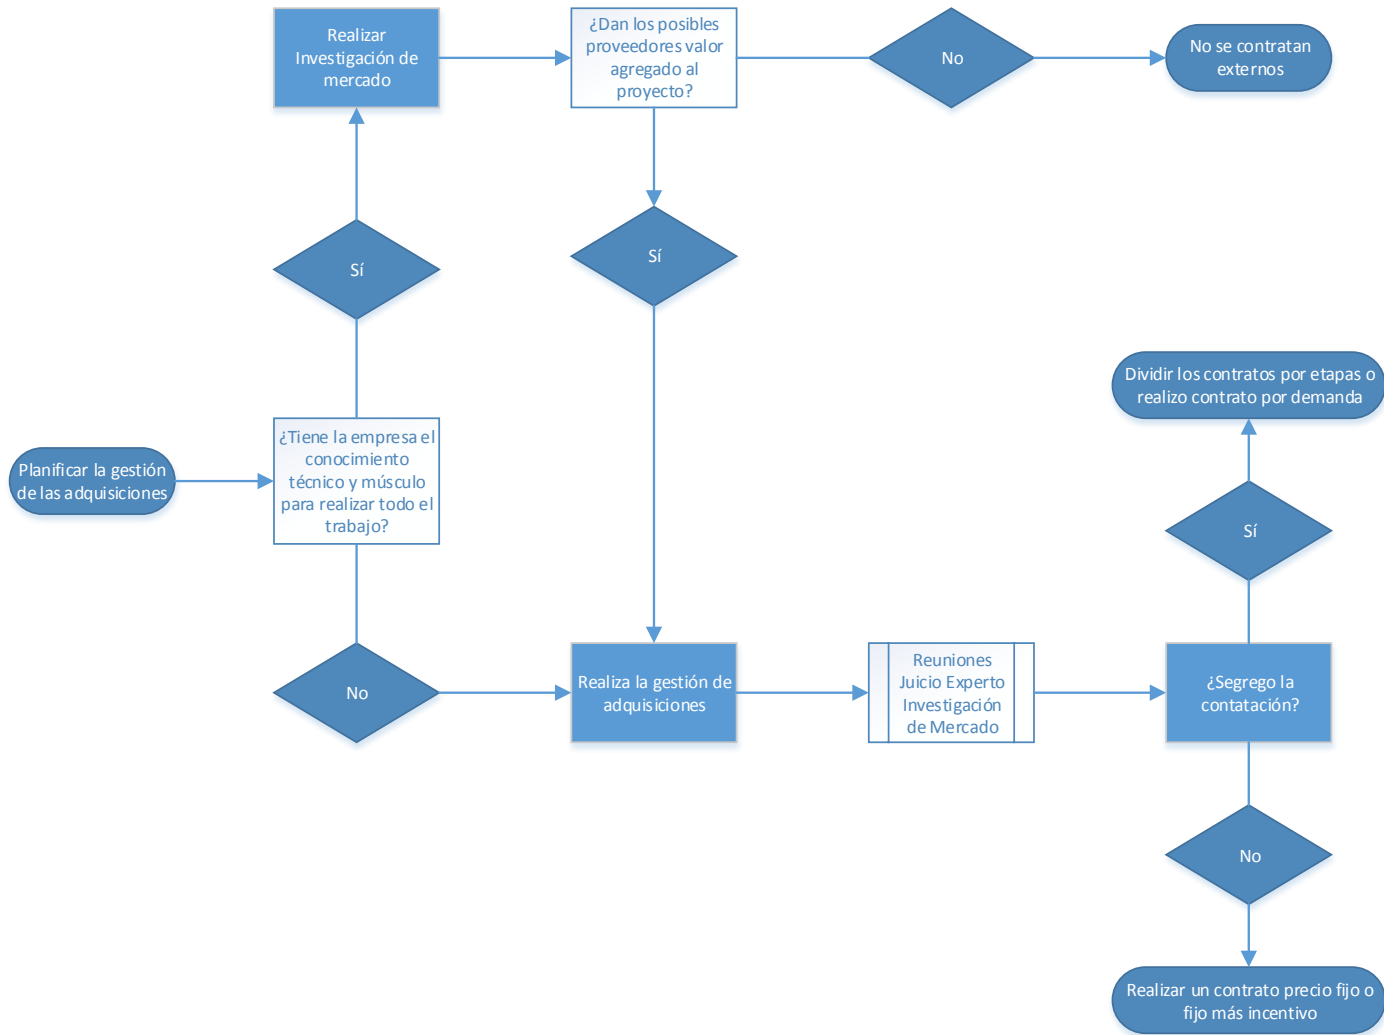 Realizar
Investigación de
mercado
¿Dan los posibles
proveedores valor
agregado al
proyecto?
No
No se contratan
externos
Sí
Sí
Dividir los contratos por etapas o
realizo contrato por demanda
Planificar la gestión
de las adquisiciones
¿Tiene la empresa el
conocimiento
técnico y músculo
para realizar todo el
trabajo?
Sí
No
Realiza la gestión de
adquisiciones
Reuniones
Juicio Experto
Investigación
de Mercado
¿Segrego la
contatación?
No
Realizar un contrato precio fijo o
fijo más incentivo